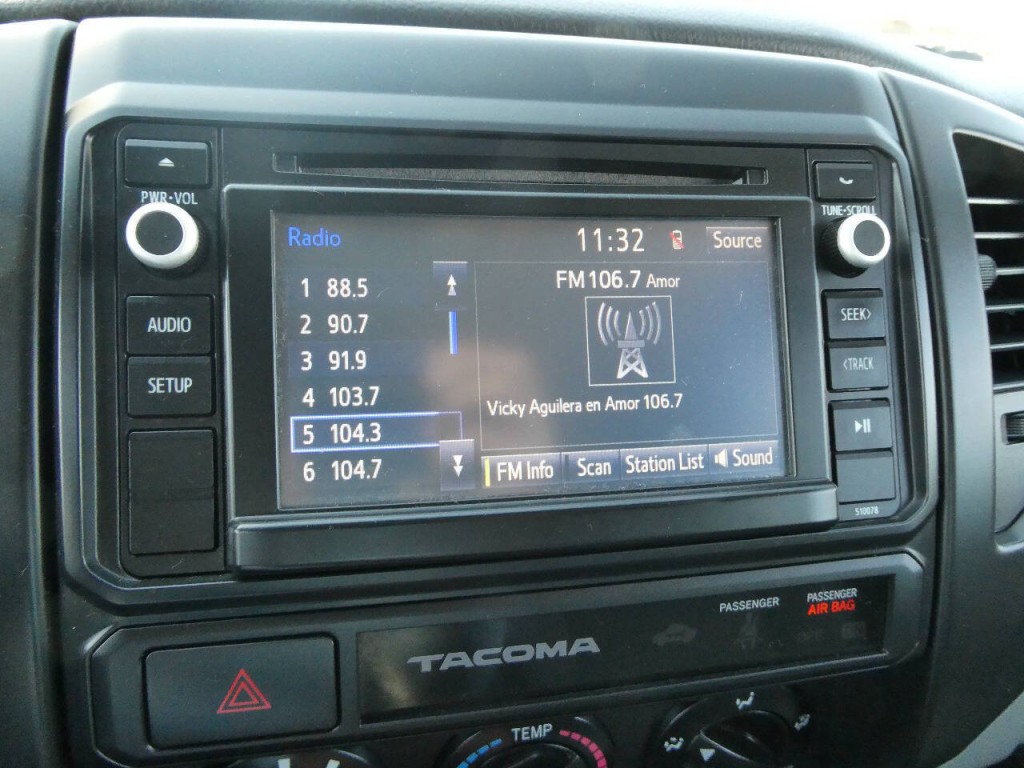 PWR•VOL
AUDIO
SETUP
Radio
11:32
Source
1 88.5
2 90.7
3 91.9
4 103.7
5 104.3
6 104.7
FM 106.7 Amor
Vicky Aguilera en Amor 106.7
FM Info
Scan
Station List
Sound
TUNE•SCROLL
SEEK>
<TRACK
510078
PASSENGER
PASSENGER
AIR BAG
TACOMA
TEMP